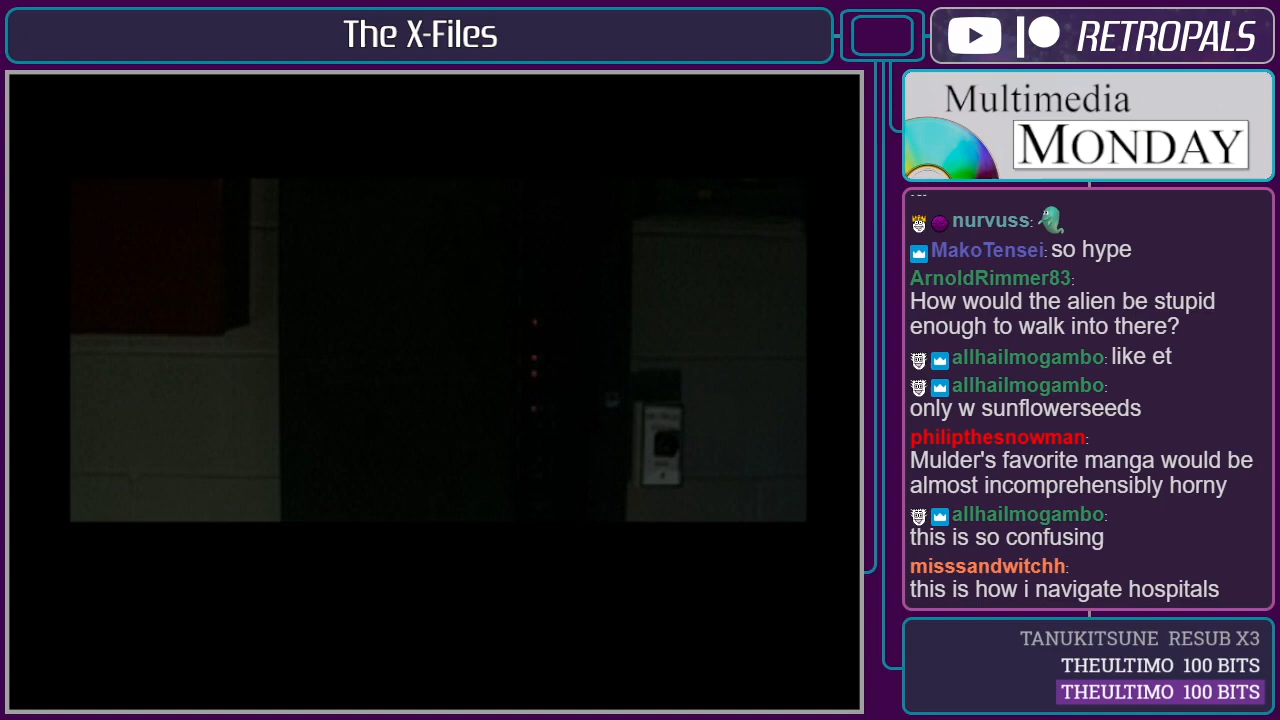 The X-Files
RETROPALS
Multimedia
MONDAY
nurvuss:
MakoTensei: so hype
ArnoldRimmer83:
How would the alien be stupid
enough to walk into there?
allhailmogambo: like et
allhailmogambo:
only w sunflowerseeds
philipthesnowman:
Mulder's favorite manga would be
almost incomprehensibly horny
allhailmogambo:
this is so confusing
misssandwitchh:
this is how i navigate hospitals
TANUKITSUNE RESUB X3
THEULTIMO 100 BITS
THEULTIMO 100 BITS